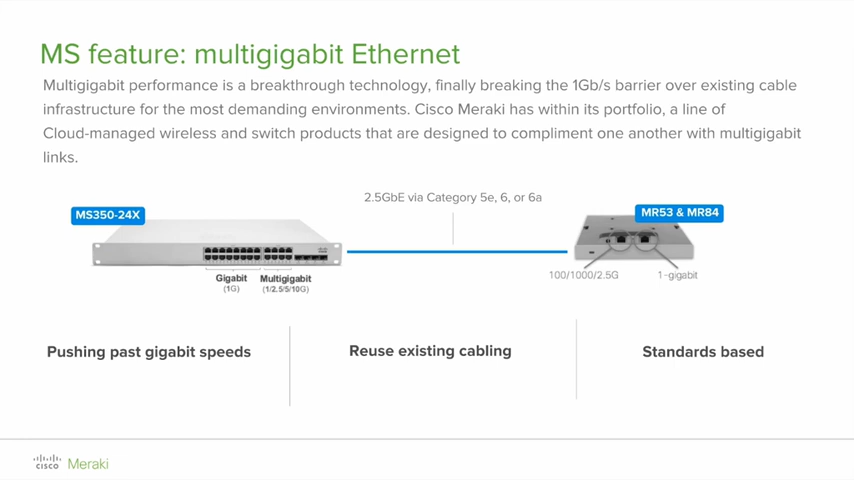 MS feature: multigigabit Ethernet
Multigigabit performance is a breakthrough technology, finally breaking the 1Gb/s barrier over existing cable
infrastructure for the most demanding environments. Cisco Meraki has within its portfolio, a line of
Cloud-managed wireless and switch products that are designed to compliment one another with multigigabit
links.
2.5GbE via Category 5e, 6, or 6a
MS350-24X
MR53 & MR84
Gigabit
(1G)
Multigigabit
(1/2.5/5/10G)
100/1000/2.5G
1-gigabit
Pushing past gigabit speeds
Reuse existing cabling
Standards based
CISCO Meraki